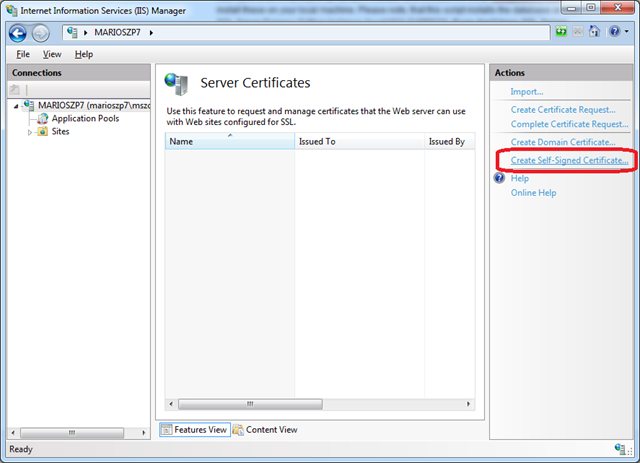 Internet Information Services (IIS) Manager
MARIOSZP7
File View Help
Connections
MARIOSZP7 (marioszp7\mszc
Application Pools
Sites
Server Certificates
Use this feature to request and manage certificates that the Web server can use
with Web sites configured for SSL.
Name Issued To Issued By
Features View Content View
Actions
Import...
Create Certificate Request...
Complete Certificate Request...
Create Domain Certificate...
Create Self-Signed Certificate...
Help
Online Help
Ready